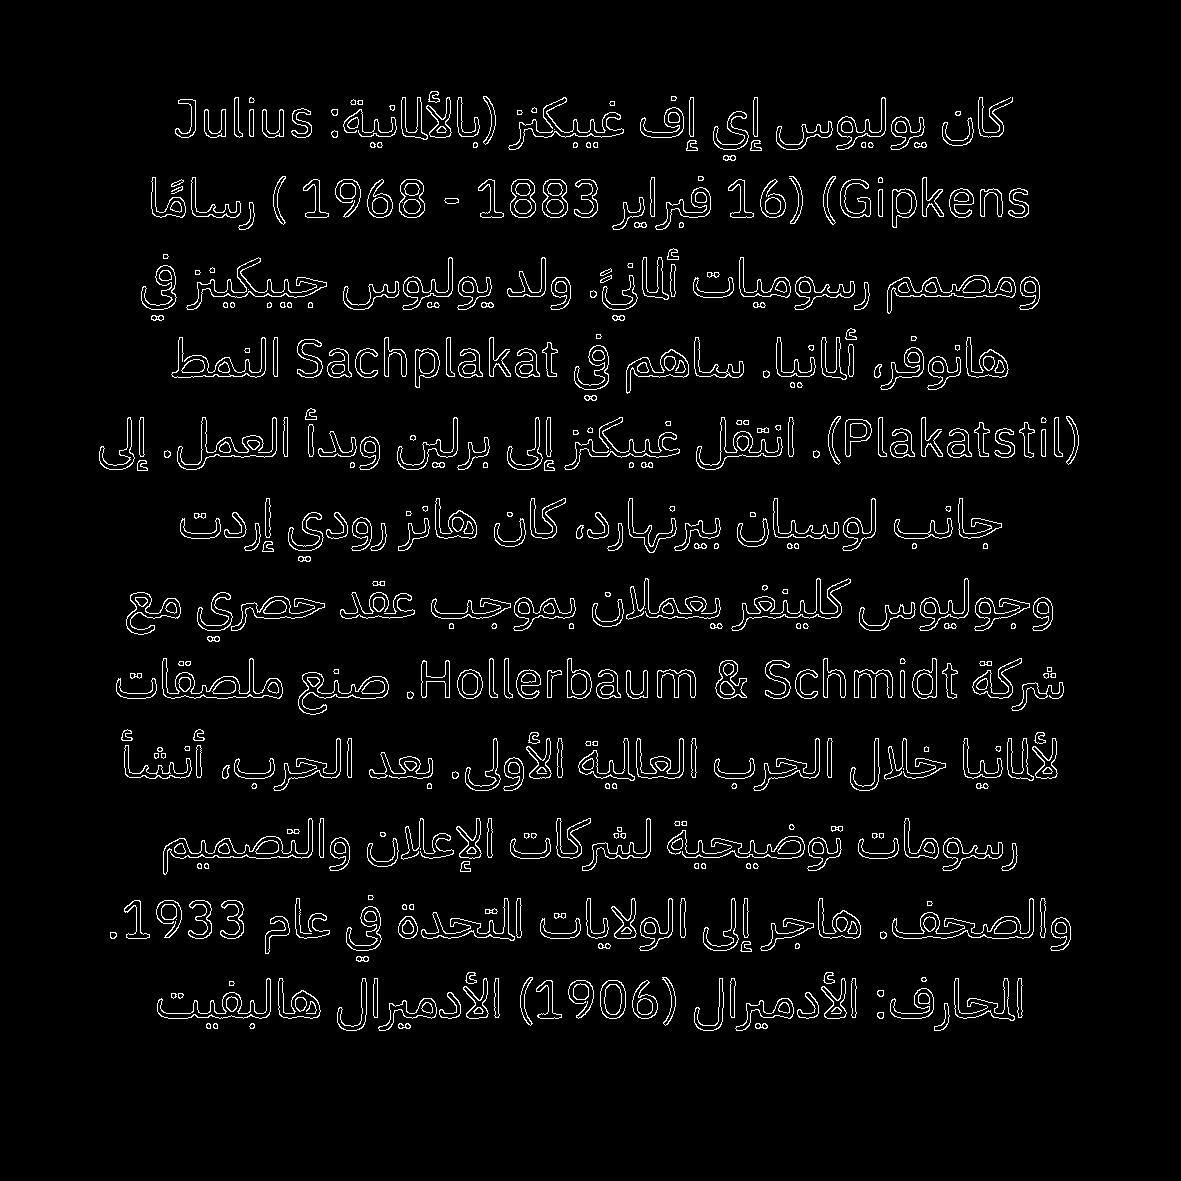 كان يوليوس إي إف غيبكنز (بالألمانية: Julius
Gipkens) (16 فبراير 1883 - 1968 ) رسامًا
ومصمم رسوميات ألمانيً. ولد يوليوس جيبكينز في
هانوفر، ألمانيا. ساهم في Sachplakat النمط
(Plakatstil). انتقل غيبكنز إلى برلين وبدأ العمل. إلى
جانب لوسيان بيرنهارد، كان هانز رودي إردت
وجوليوس كلينغر يعملان بموجب عقد حصري مع
شركة Hollerbaum & Schmidt. صنع ملصقات
لألمانيا خلال الحرب العالمية الأولى. بعد الحرب، أنشأ
رسومات توضيحية لشركات الإعلان والتصميم
والصحف. هاجر إلى الولايات المتحدة في عام 1933.
المحارف: الأدميرال (1906) الأدميرال هالبفيت